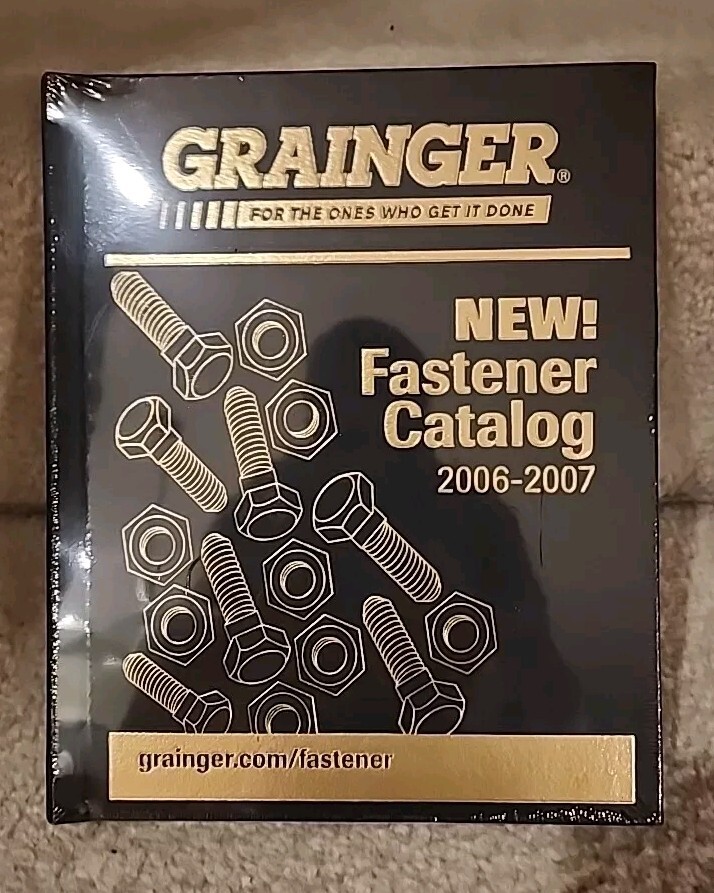 GRAINGER®
FOR THE ONES WHO GET IT DONE
NEW!
Fastener
Catalog
2006-2007
grainger.com/fastener